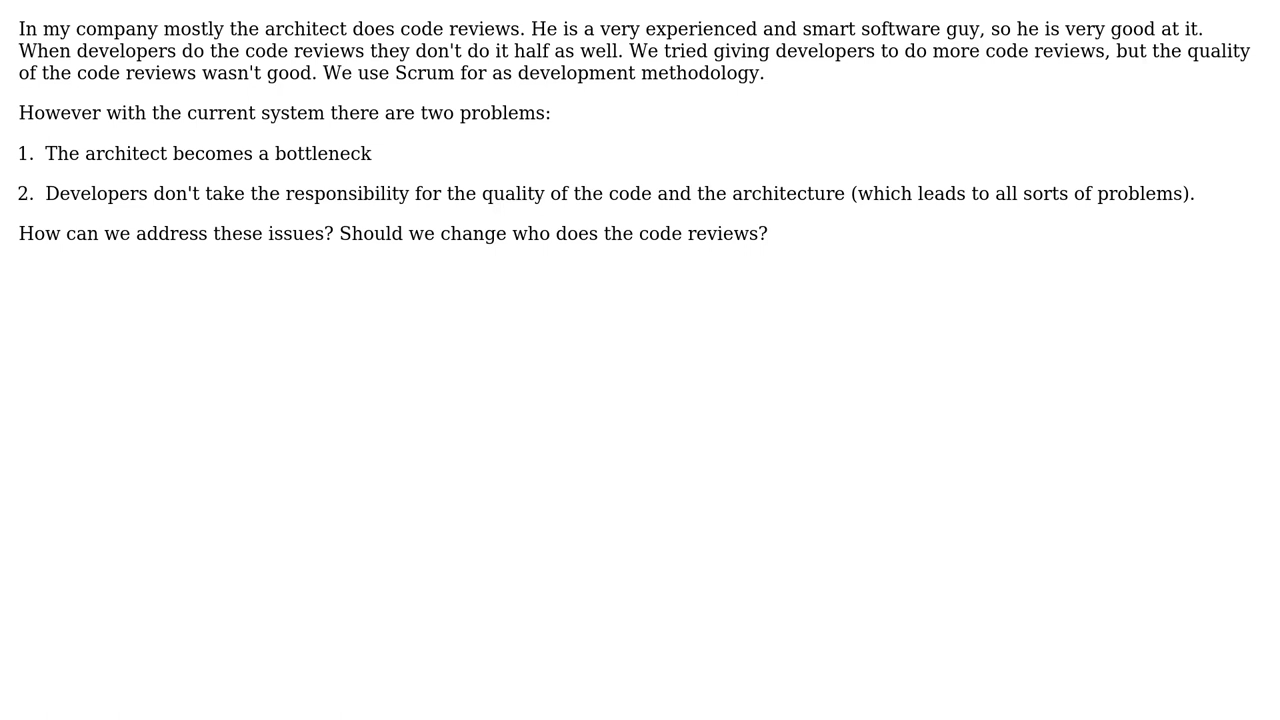 In my company mostly the architect does code reviews. He is a very experienced and smart software guy, so he is very good at it.
When developers do the code reviews they don't do it half as well. We tried giving developers to do more code reviews, but the quality
of the code reviews wasn't good. We use Scrum for as development methodology.
However with the current system there are two problems:
1. The architect becomes a bottleneck
2. Developers don't take the responsibility for the quality of the code and the architecture (which leads to all sorts of problems).
How can we address these issues? Should we change who does the code reviews?